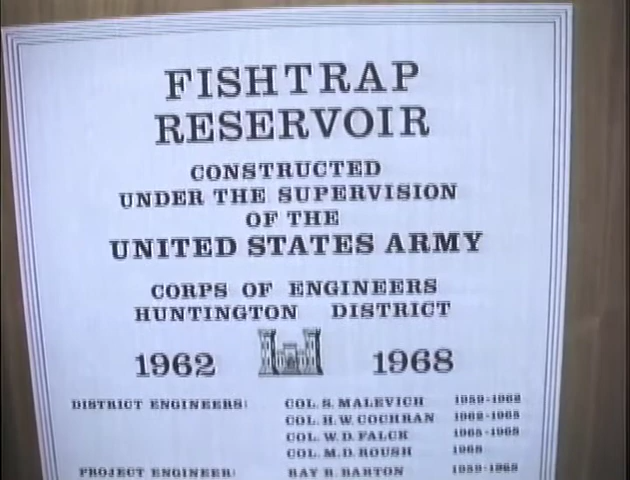 FISHTRAP
RESERVOIR
CONSTRUCTED
UNDER THE SUPERVISION
OF THE
UNITED STATES ARMY
CORPS OF ENGINEERS
HUNTINGTON DISTRICT
1962 1968
DISTRICT ENGINEERS: COL. S. MALEVICH 1959-1962
COL. H.W. COCHRAN 1962-1965
COL. W.D. FALCK 1965-1968
COL. M.D. ROUSH 1968
PROJECT ENGINEER: RAY R. BARTON 1959-1968